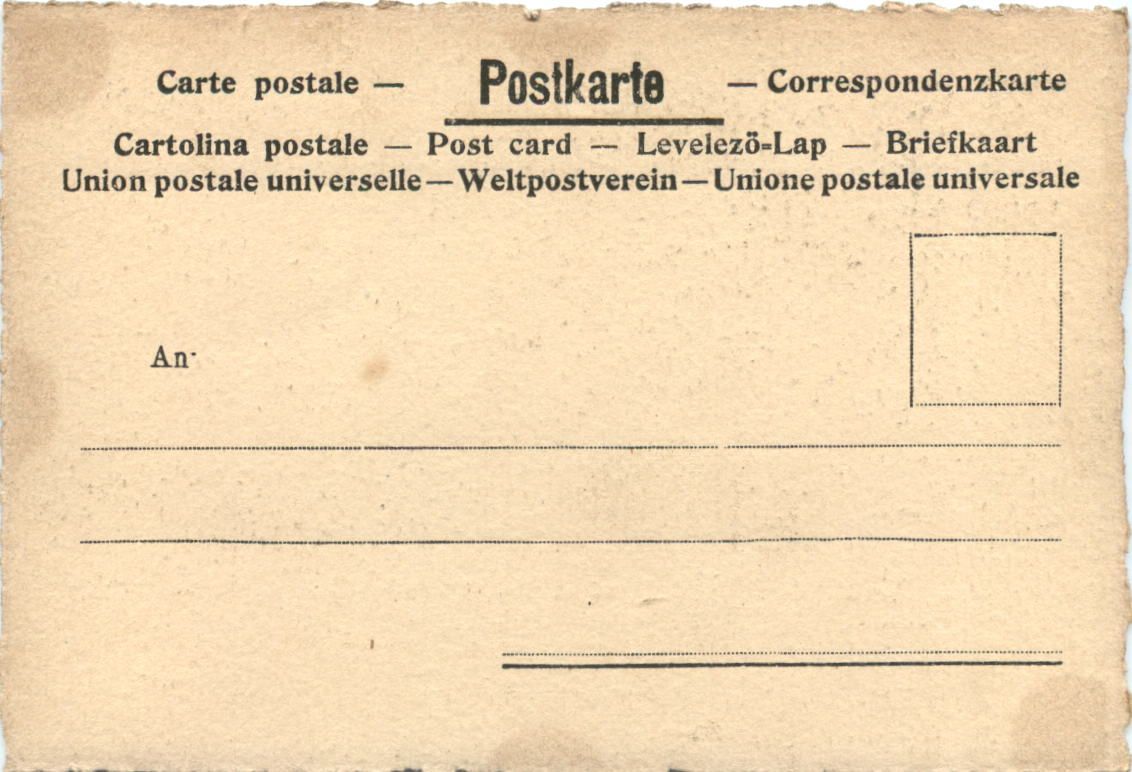 Carte postale — Postkarte — Correspondenzkarte
Cartolina postale — Post card — Levelezö=Lap — Briefkaart
Union postale universelle — Weltpostverein — Unione postale universale
An